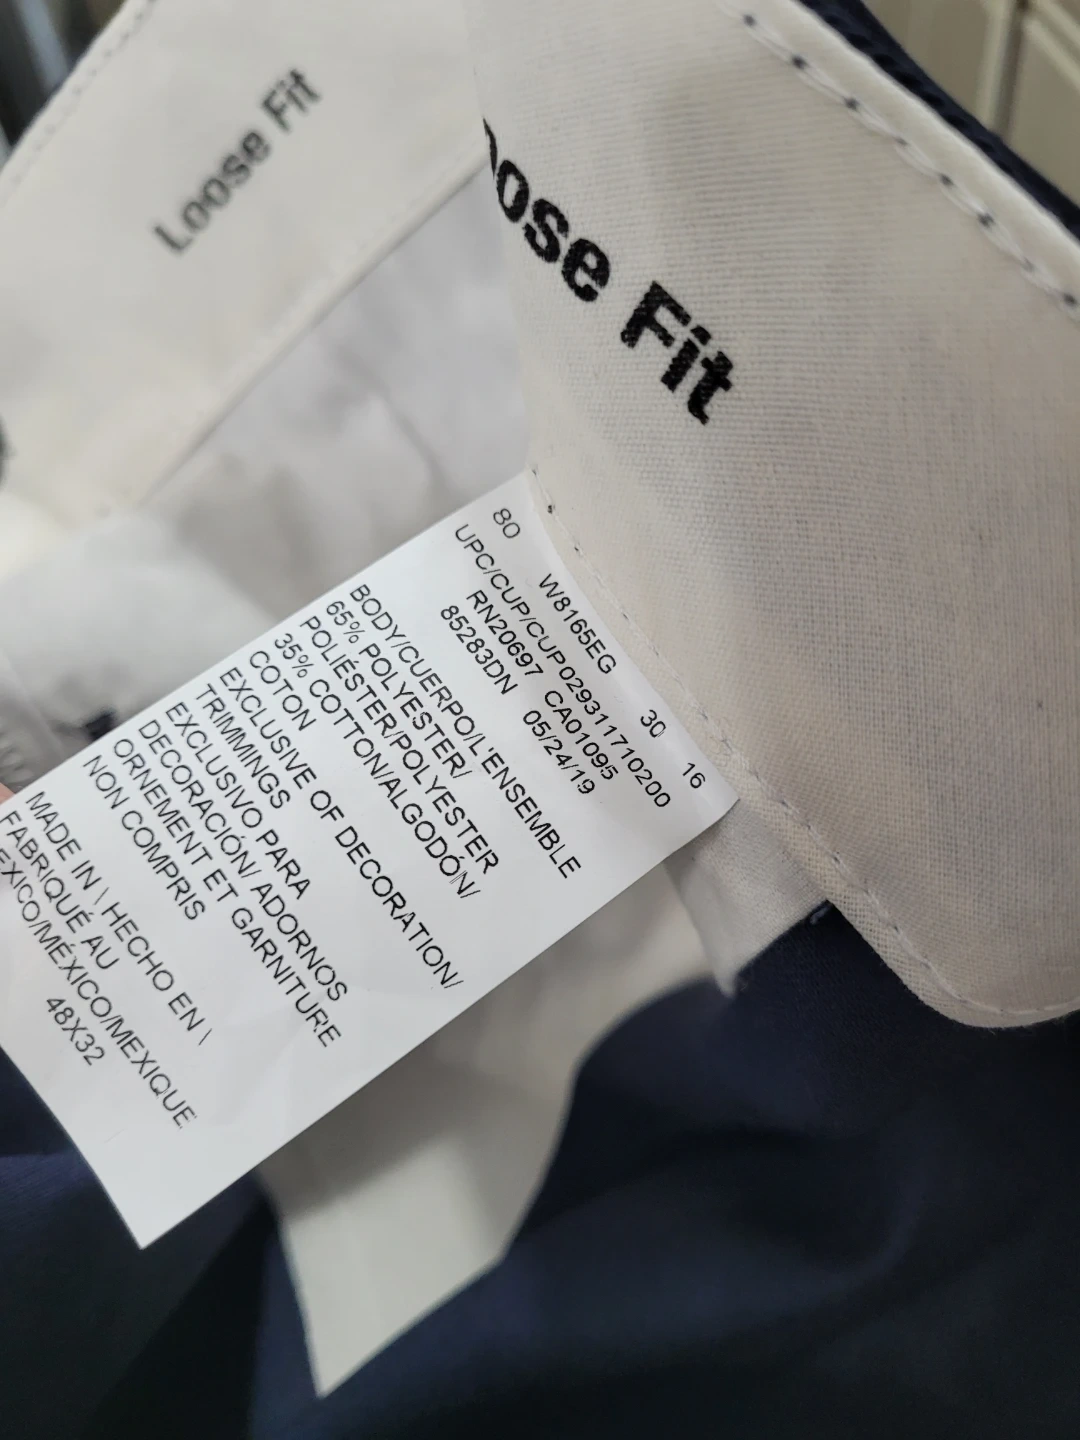 Loose Fit
oose Fit
80 W8165EG 30 16
UPC/CUP/CUP029311710200
RN20697 CA01095
85283DN 05/24/19
BODY/CUERPO/L'ENSEMBLE
65% POLYESTER/
POLIÉSTER/POLYESTER
35% COTTON/ALGODÓN/
COTON
EXCLUSIVE OF DECORATION/
TRIMMINGS
EXCLUSIVO PARA
DECORACIÓN/ ADORNOS
ORNEMENT ET GARNITURE
NON COMPRIS
MADE IN \ HECHO EN \
FABRIQUÉ AU
EXICO/MÉXICO/MEXIQUE
48X32